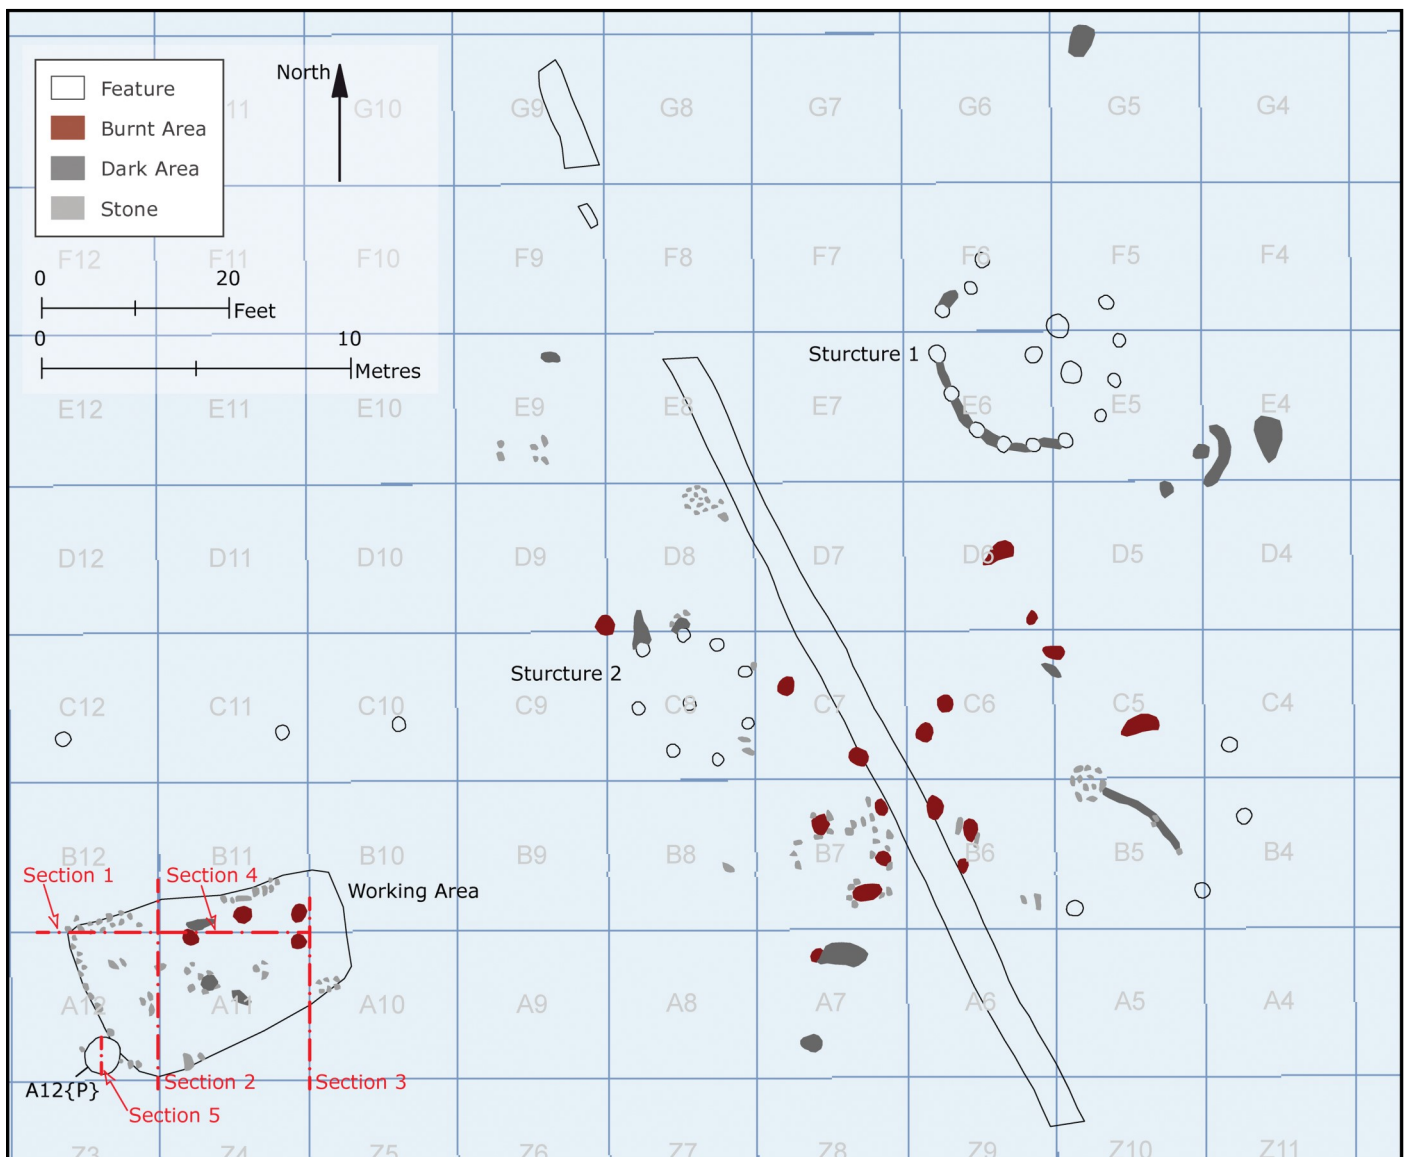 North
Feature
Burnt Area
Dark Area
Stone
0 20
Feet
0 10
Metres
11 G10 G9 G8 G7 G6 G5 G4
F12 F11 F10 F9 F8 F7 F6 F5 F4
Sturcture 1
E12 E11 E10 E9 E8 E7 E6 E5 E4
D12 D11 D10 D9 D8 D7 D6 D5 D4
Sturcture 2
C12 C11 C10 C9 C8 C7 C6 C5 C4
B12 B11 B10 B9 B8 B7 B6 B5 B4
Section 1 Section 4
Working Area
A12 A11 A10 A9 A8 A7 A6 A5 A4
A12{P} Section 2 Section 3
Section 5
Z3 Z4 Z5 Z6 Z7 Z8 Z9 Z10 Z11